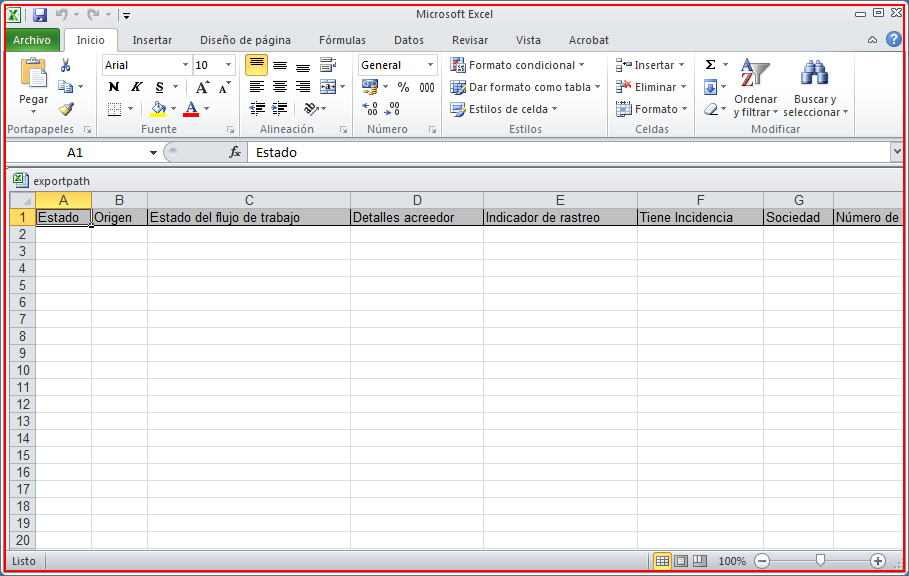 Microsoft Excel
Archivo Inicio Insertar Diseño de página Fórmulas Datos Revisar Vista Acrobat
Arial 10 General Formato condicional Insertar Σ
Pegar N K S A A % 000 Dar formato como tabla Eliminar Ordenar y filtrar Buscar y seleccionar
A Estilos de celda Formato
Portapapeles Fuente Alineación Número Estilos Celdas Modificar
A1 fx Estado
exportpath
A B C D E F G
1 Estado Origen Estado del flujo de trabajo Detalles acreedor Indicador de rastreo Tiene Incidencia Sociedad Número de
2
3
4
5
6
7
8
9
10
11
12
13
14
15
16
17
18
19
20
Listo 100%